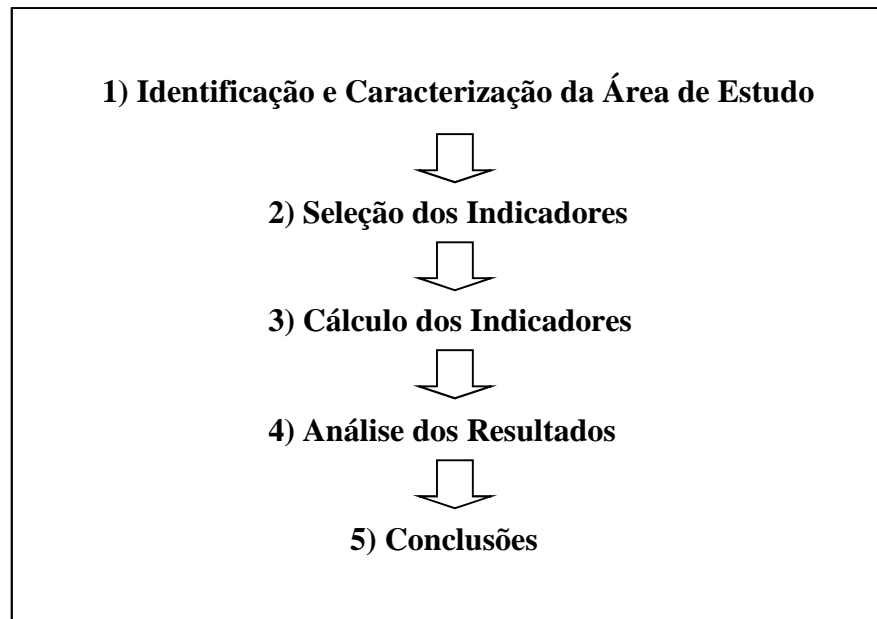 1) Identificação e Caracterização da Área de Estudo
2) Seleção dos Indicadores
3) Cálculo dos Indicadores
4) Análise dos Resultados
5) Conclusões